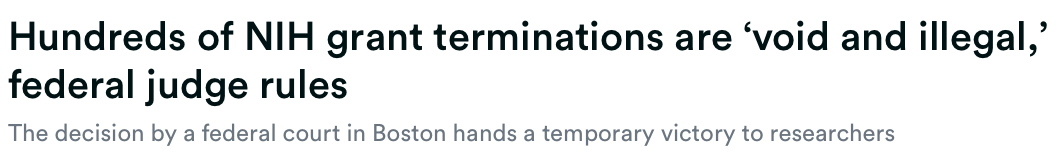 Hundreds of NIH grant terminations are ‘void and illegal,’
federal judge rules
The decision by a federal court in Boston hands a temporary victory to researchers